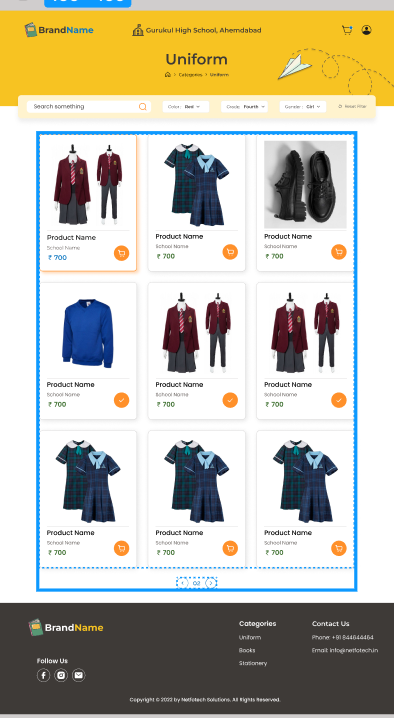 BrandName
Gurukul High School, Ahemdabad
Uniform
Categories
Uniform
Search something
Color: Red
Grade: Fourth
Gender: Girl
Reset Filter
Product Name
School Name
₹ 700
Product Name
School Name
₹ 700
Product Name
School Name
₹ 700
Product Name
School Name
₹ 700
Product Name
School Name
₹ 700
Product Name
School Name
₹ 700
Product Name
School Name
₹ 700
Product Name
School Name
₹ 700
Product Name
School Name
₹ 700
02
BrandName
Follow Us
Categories
Uniform
Books
Stationery
Contact Us
Phone: +91 844644464
Email: info@netfotech.in
Copyright © 2022 by Netfotech Solutions. All Rights Reserved.